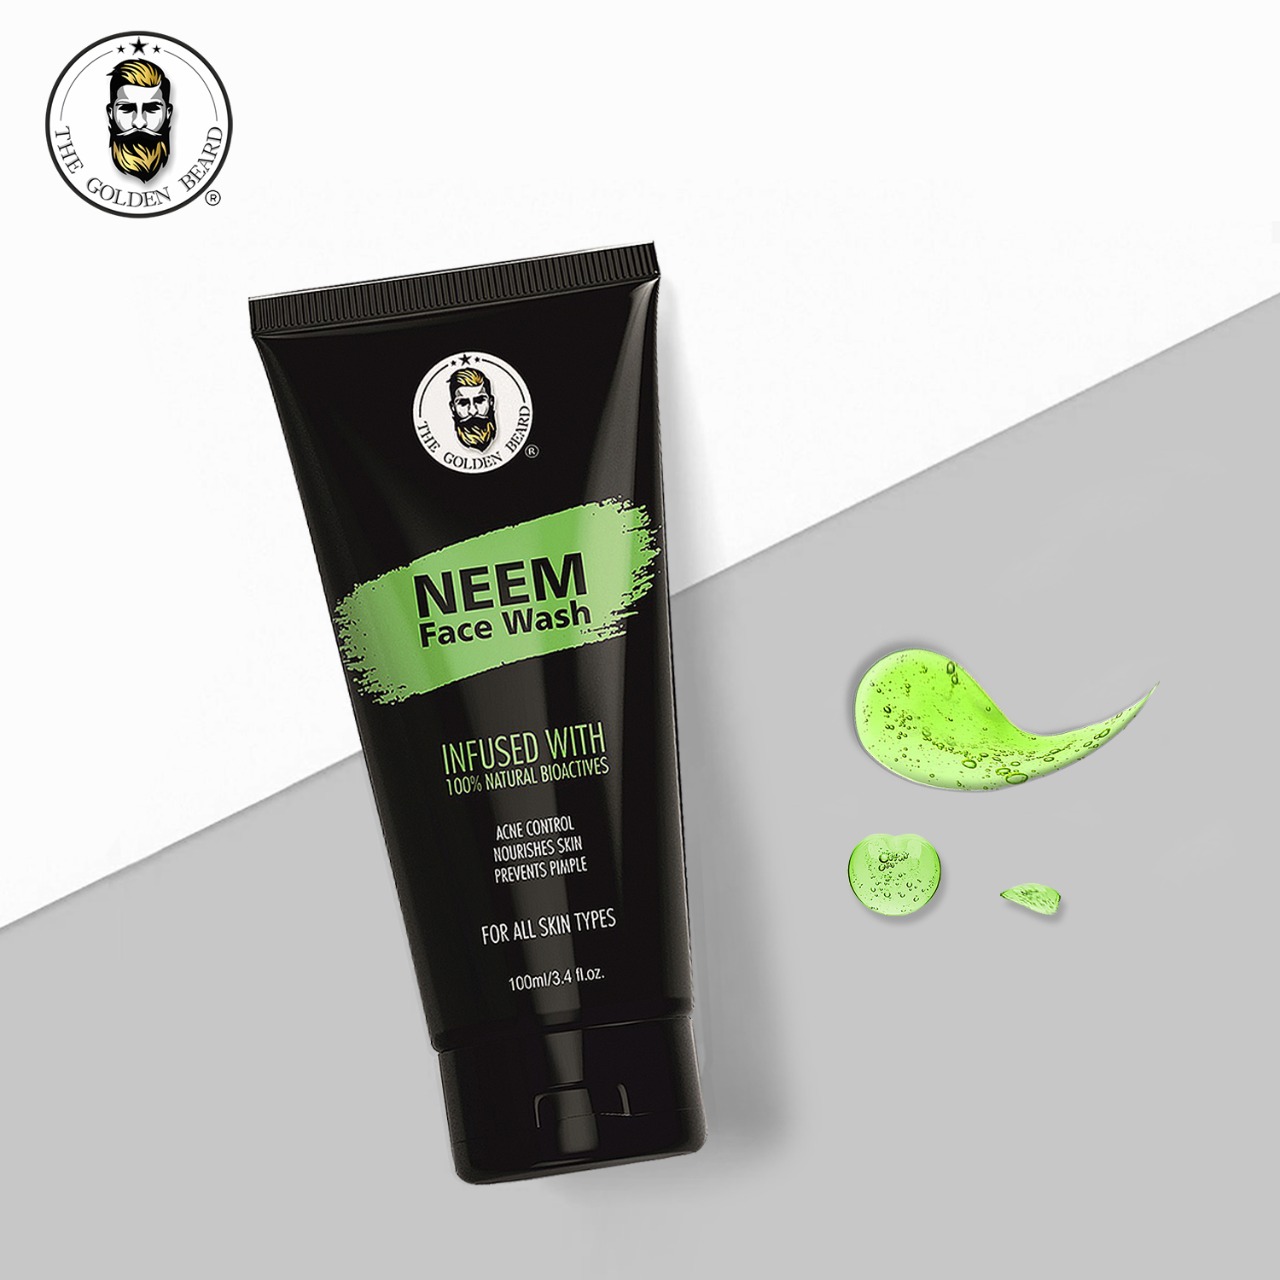 THE GOLDEN BEARD
®
THE GOLDEN BEARD
®
NEEM
Face Wash
INFUSED WITH
100% NATURAL BIOACTIVES
ACNE CONTROL
NOURISHES SKIN
PREVENTS PIMPLE
FOR ALL SKIN TYPES
100ml/3.4 fl.oz.